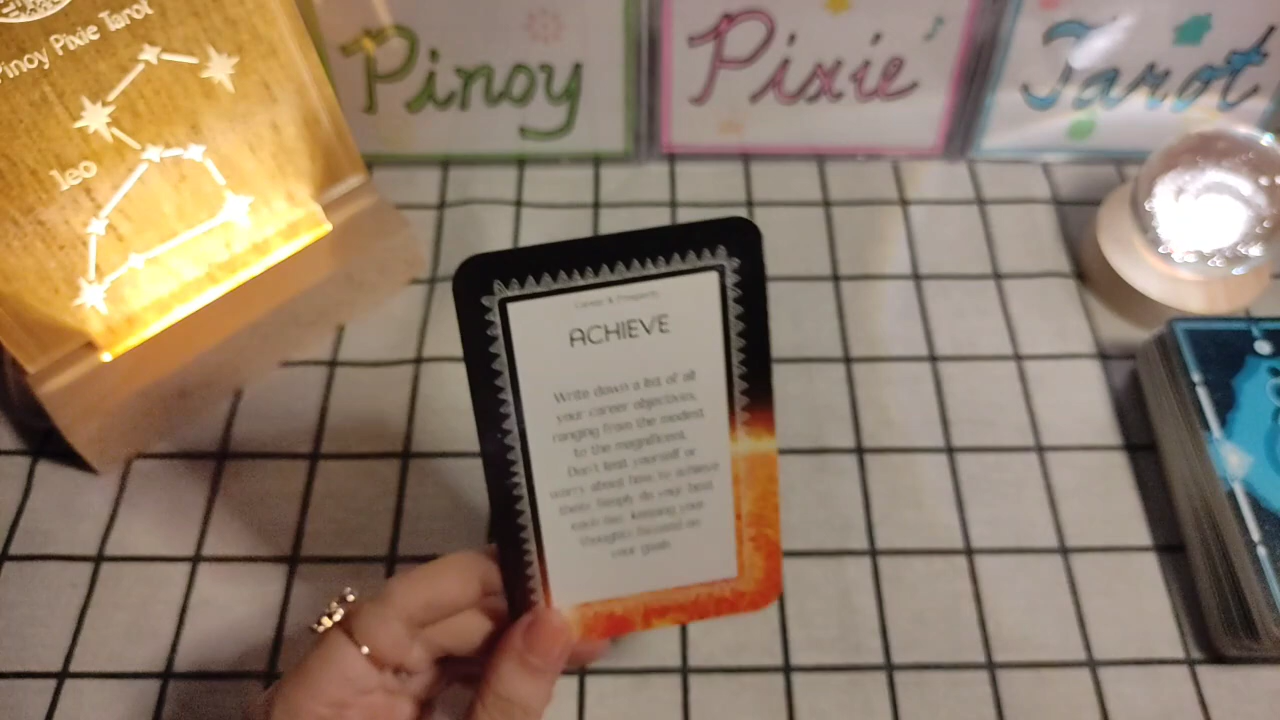 Pinoy Pixie Tarot
leo
Pinoy
Pixie
Tarot
Career & Prosperity
ACHIEVE
Write down a list of all
your career objectives,
ranging from the modest
to the magnificent.
Don't limit yourself or
worry about how to achieve
them. Simply do your best
each day, keeping your
thoughts focused on
your goals.